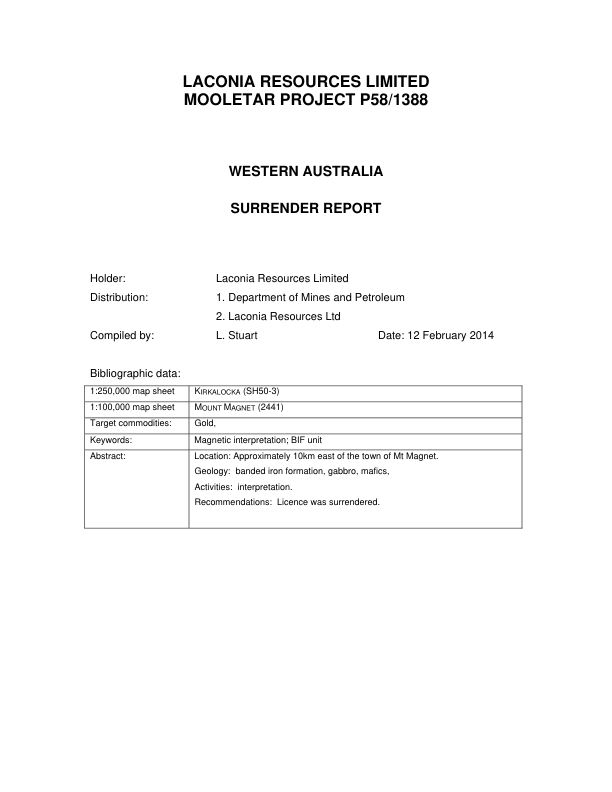 LACONIA RESOURCES LIMITED
MOOLETAR PROJECT P58/1388
WESTERN AUSTRALIA
SURRENDER REPORT
Holder: Laconia Resources Limited
Distribution: 1. Department of Mines and Petroleum
2. Laconia Resources Ltd
Compiled by: L. Stuart Date: 12 February 2014
Bibliographic data:
1:250,000 map sheet KIRKALOCKA (SH50-3)
1:100,000 map sheet MOUNT MAGNET (2441)
Target commodities: Gold,
Keywords: Magnetic interpretation; BIF unit
Abstract: Location: Approximately 10km east of the town of Mt Magnet.
Geology: banded iron formation, gabbro, mafics,
Activities: interpretation.
Recommendations: Licence was surrendered.